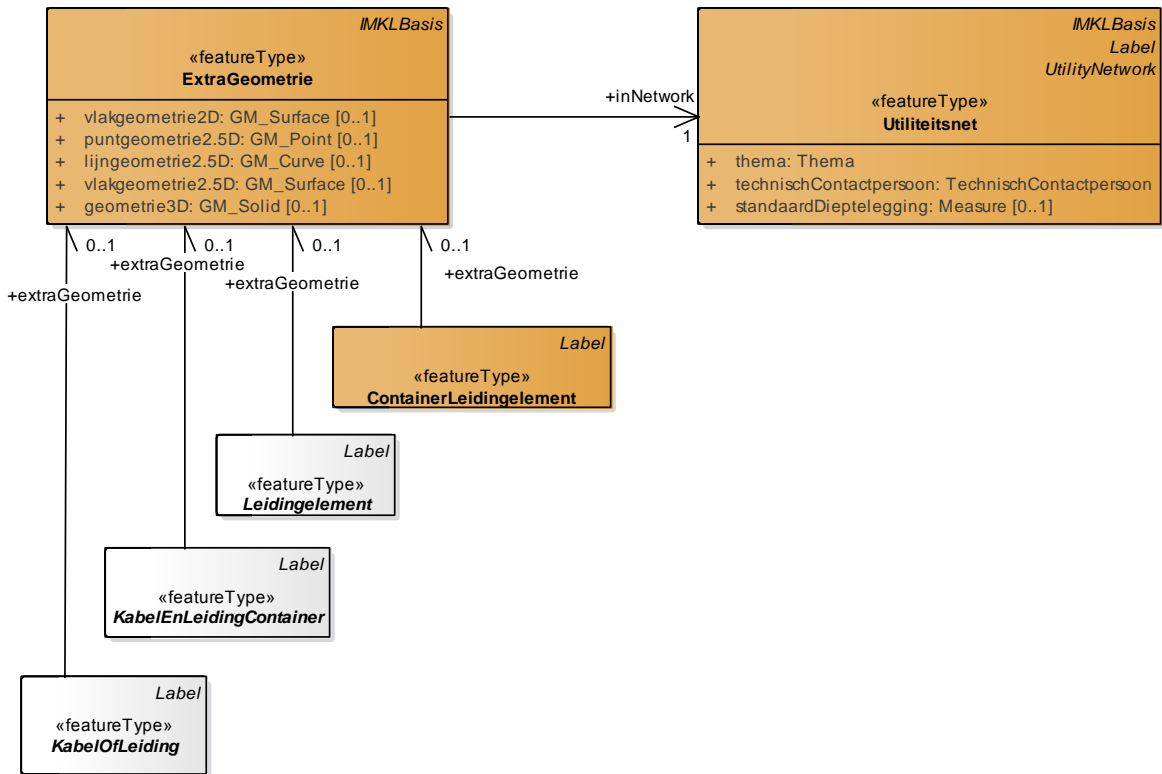 IMKLBasis
«featureType»
ExtraGeometrie
+ vlakgeometrie2D: GM_Surface [0..1]
+ puntgeometrie2.5D: GM_Point [0..1]
+ lijngeometrie2.5D: GM_Curve [0..1]
+ vlakgeometrie2.5D: GM_Surface [0..1]
+ geometrie3D: GM_Solid [0..1]
+inNetwork
1
IMKLBasis
Label
UtilityNetwork
«featureType»
Utiliteitsnet
+ thema: Thema
+ technischContactpersoon: TechnischContactpersoon
+ standaardDieptelegging: Measure [0..1]
0..1
+extraGeometrie
0..1
+extraGeometrie
0..1
+extraGeometrie
0..1
+extraGeometrie
Label
«featureType»
ContainerLeidingelement
Label
«featureType»
Leidingelement
Label
«featureType»
KabelEnLeidingContainer
Label
«featureType»
KabelOfLeiding